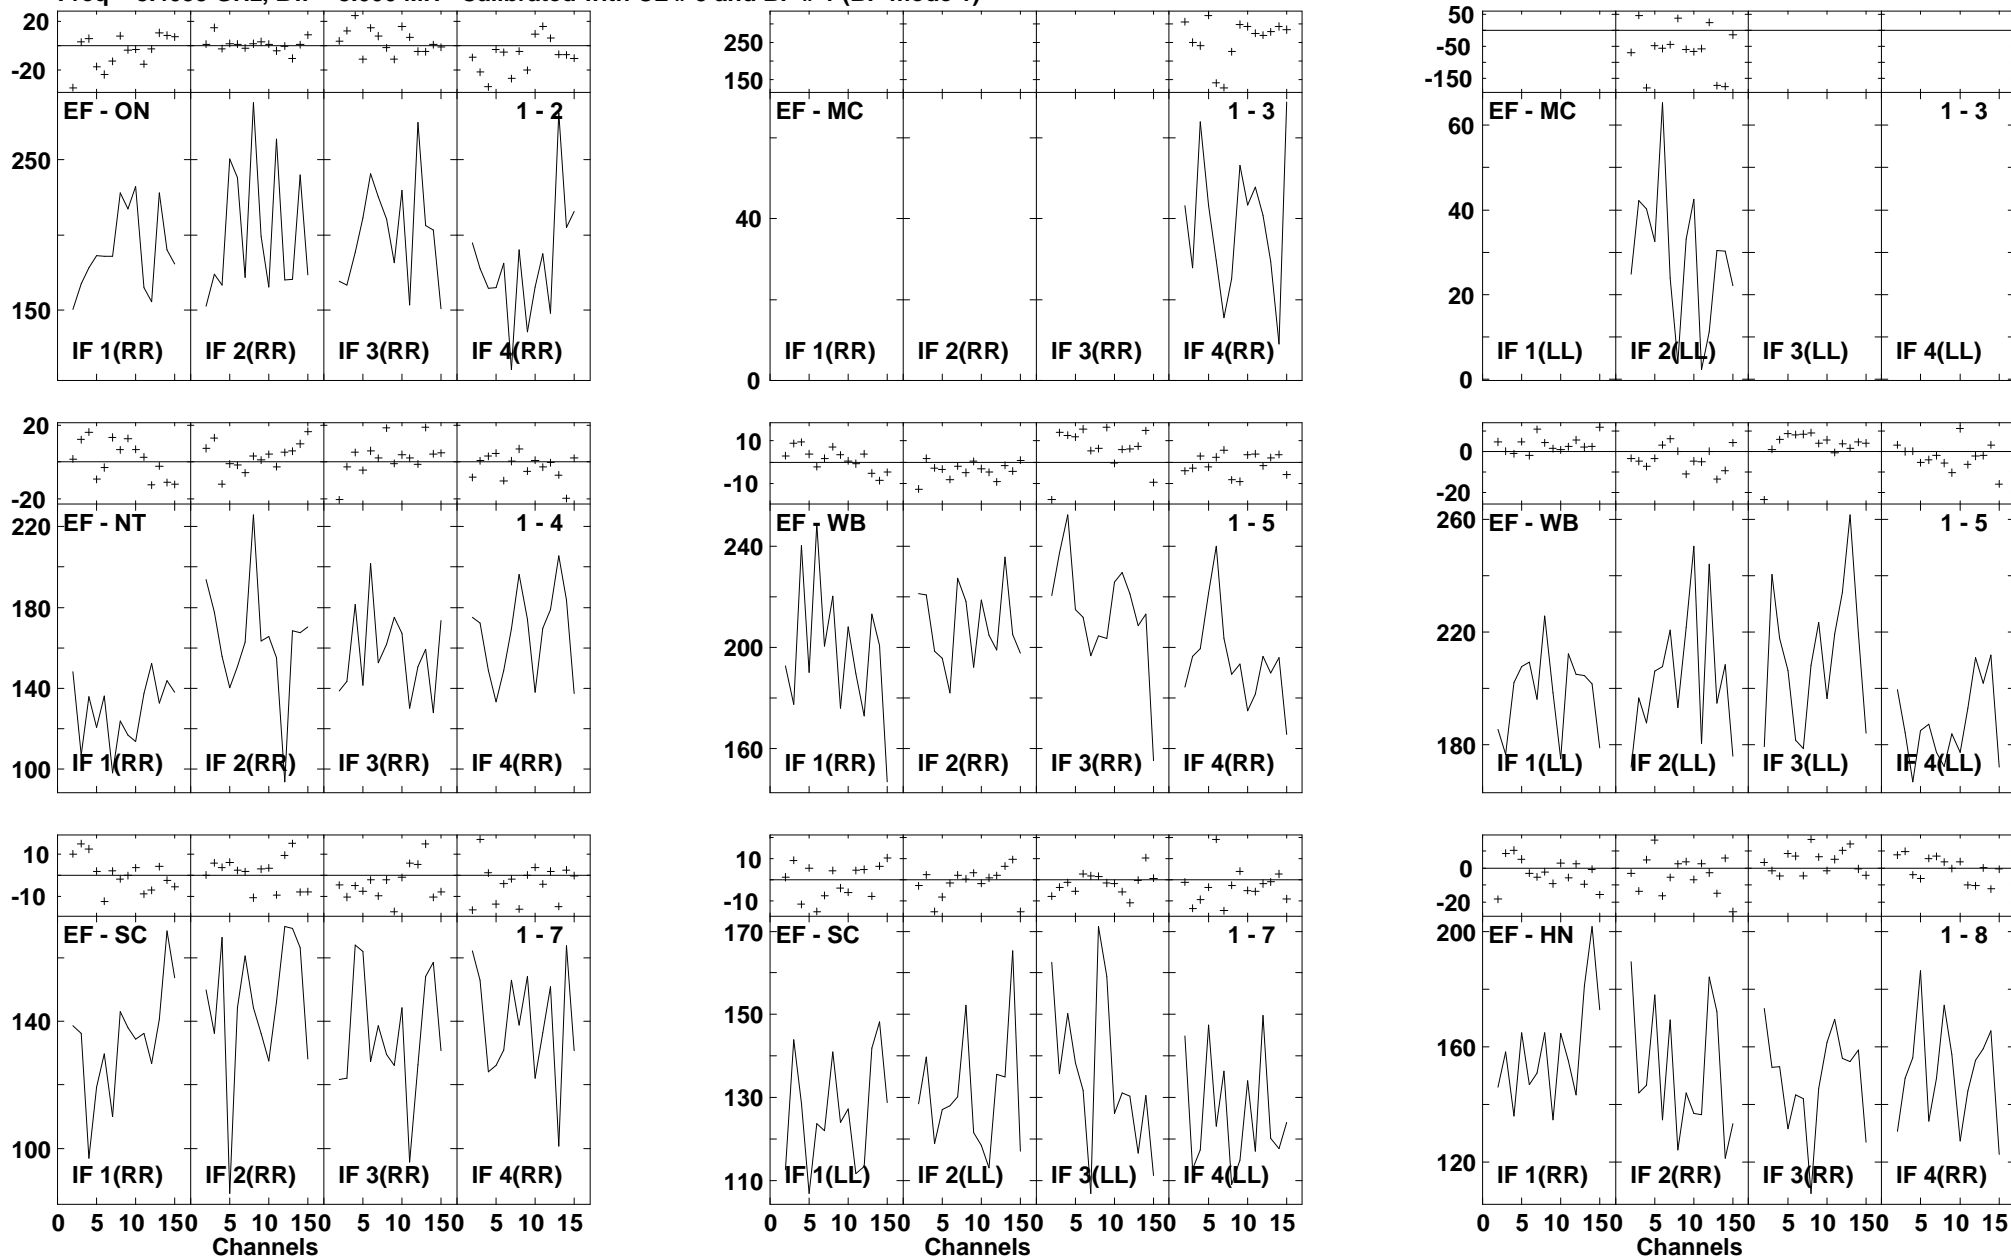 20
-20
EF - ON
1 - 2
250
150
IF 1(RR) IF 2(RR) IF 3(RR) IF 4(RR)
250
150
EF - MC
1 - 3
40
0
IF 1(RR) IF 2(RR) IF 3(RR) IF 4(RR)
50
-50
-150
EF - MC
1 - 3
60
40
20
0
IF 1(LL) IF 2(LL) IF 3(LL) IF 4(LL)
20
0
-20
EF - NT
1 - 4
220
180
140
100
IF 1(RR) IF 2(RR) IF 3(RR) IF 4(RR)
10
-10
EF - WB
1 - 5
240
200
160
IF 1(RR) IF 2(RR) IF 3(RR) IF 4(RR)
0
-20
EF - WB
1 - 5
260
220
180
IF 1(LL) IF 2(LL) IF 3(LL) IF 4(LL)
10
-10
EF - SC
1 - 7
140
100
IF 1(RR) IF 2(RR) IF 3(RR) IF 4(RR)
0 5 10 150 5 10 150 5 10 150 5 10 15
Channels
10
-10
EF - SC
1 - 7
170
150
130
110
IF 1(LL) IF 2(LL) IF 3(LL) IF 4(LL)
0 5 10 150 5 10 150 5 10 150 5 10 15
Channels
0
-20
EF - HN
1 - 8
200
160
120
IF 1(RR) IF 2(RR) IF 3(RR) IF 4(RR)
0 5 10 150 5 10 150 5 10 150 5 10 15
Channels